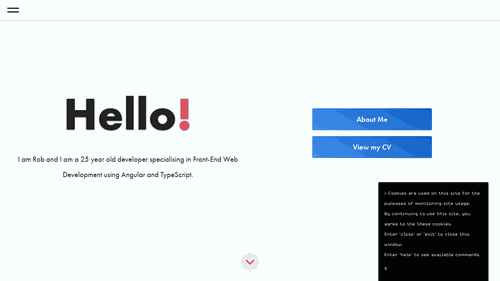 Hello!
I am Rob and I am a 25 year old developer specialising in Front-End Web
Development using Angular and TypeScript.
About Me
View my CV
> Cookies are used on this site for the
purposes of monitoring site usage.
By continuing to use this site, you
agree to the these cookies.
Enter 'close' or 'exit' to close this
window.
Enter 'help' to see available commands.
$